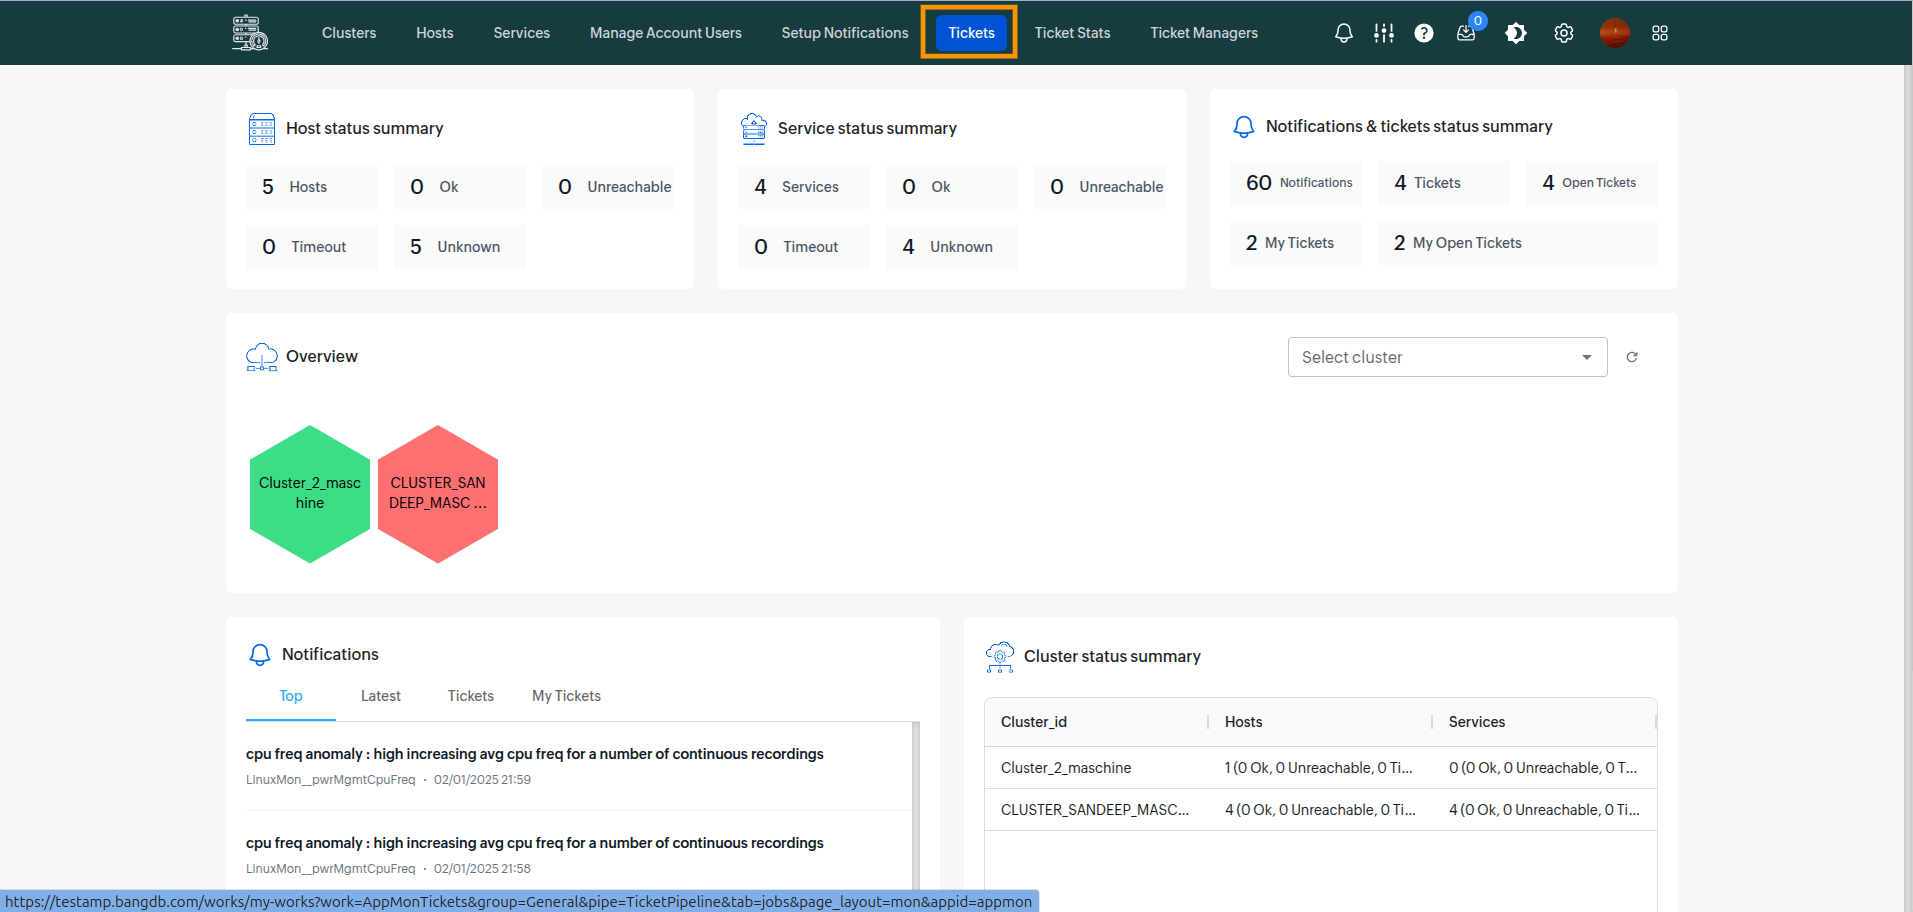 Clusters Hosts Services Manage Account Users Setup Notifications Tickets Ticket Stats Ticket Managers ? 0
Host status summary
5 Hosts 0 Ok 0 Unreachable
0 Timeout 5 Unknown
Service status summary
4 Services 0 Ok 0 Unreachable
0 Timeout 4 Unknown
Notifications & tickets status summary
60 Notifications 4 Tickets 4 Open Tickets
2 My Tickets 2 My Open Tickets
Overview
Select cluster
Cluster_2_masc
hine
CLUSTER_SAN
DEEP_MASC ...
Notifications
Top Latest Tickets My Tickets
cpu freq anomaly : high increasing avg cpu freq for a number of continuous recordings
LinuxMon__pwrMgmtCpuFreq · 02/01/2025 21:59
cpu freq anomaly : high increasing avg cpu freq for a number of continuous recordings
LinuxMon__pwrMgmtCpuFreq · 02/01/2025 21:58
Cluster status summary
Cluster_id Hosts Services
Cluster_2_maschine 1 (0 Ok, 0 Unreachable, 0 Ti... 0 (0 Ok, 0 Unreachable, 0 T...
CLUSTER_SANDEEP_MASC... 4 (0 Ok, 0 Unreachable, 0 Ti... 4 (0 Ok, 0 Unreachable, 0 Ti...
https://testamp.bangdb.com/works/my-works?work=AppMonTickets&group=General&pipe=TicketPipeline&tab=jobs&page_layout=mon&appid=appmon